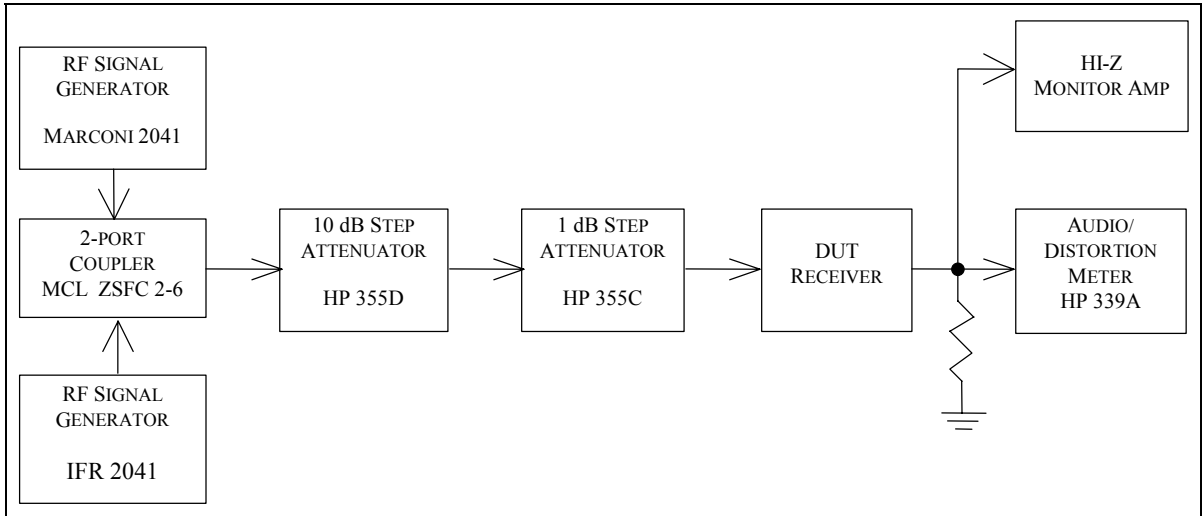 RF SIGNAL
GENERATOR
MARCONI 2041
2-PORT
COUPLER
MCL ZSFC 2-6
RF SIGNAL
GENERATOR
IFR 2041
10 dB STEP
ATTENUATOR
HP 355D
1 dB STEP
ATTENUATOR
HP 355C
DUT
RECEIVER
HI-Z
MONITOR AMP
AUDIO/
DISTORTION
METER
HP 339A